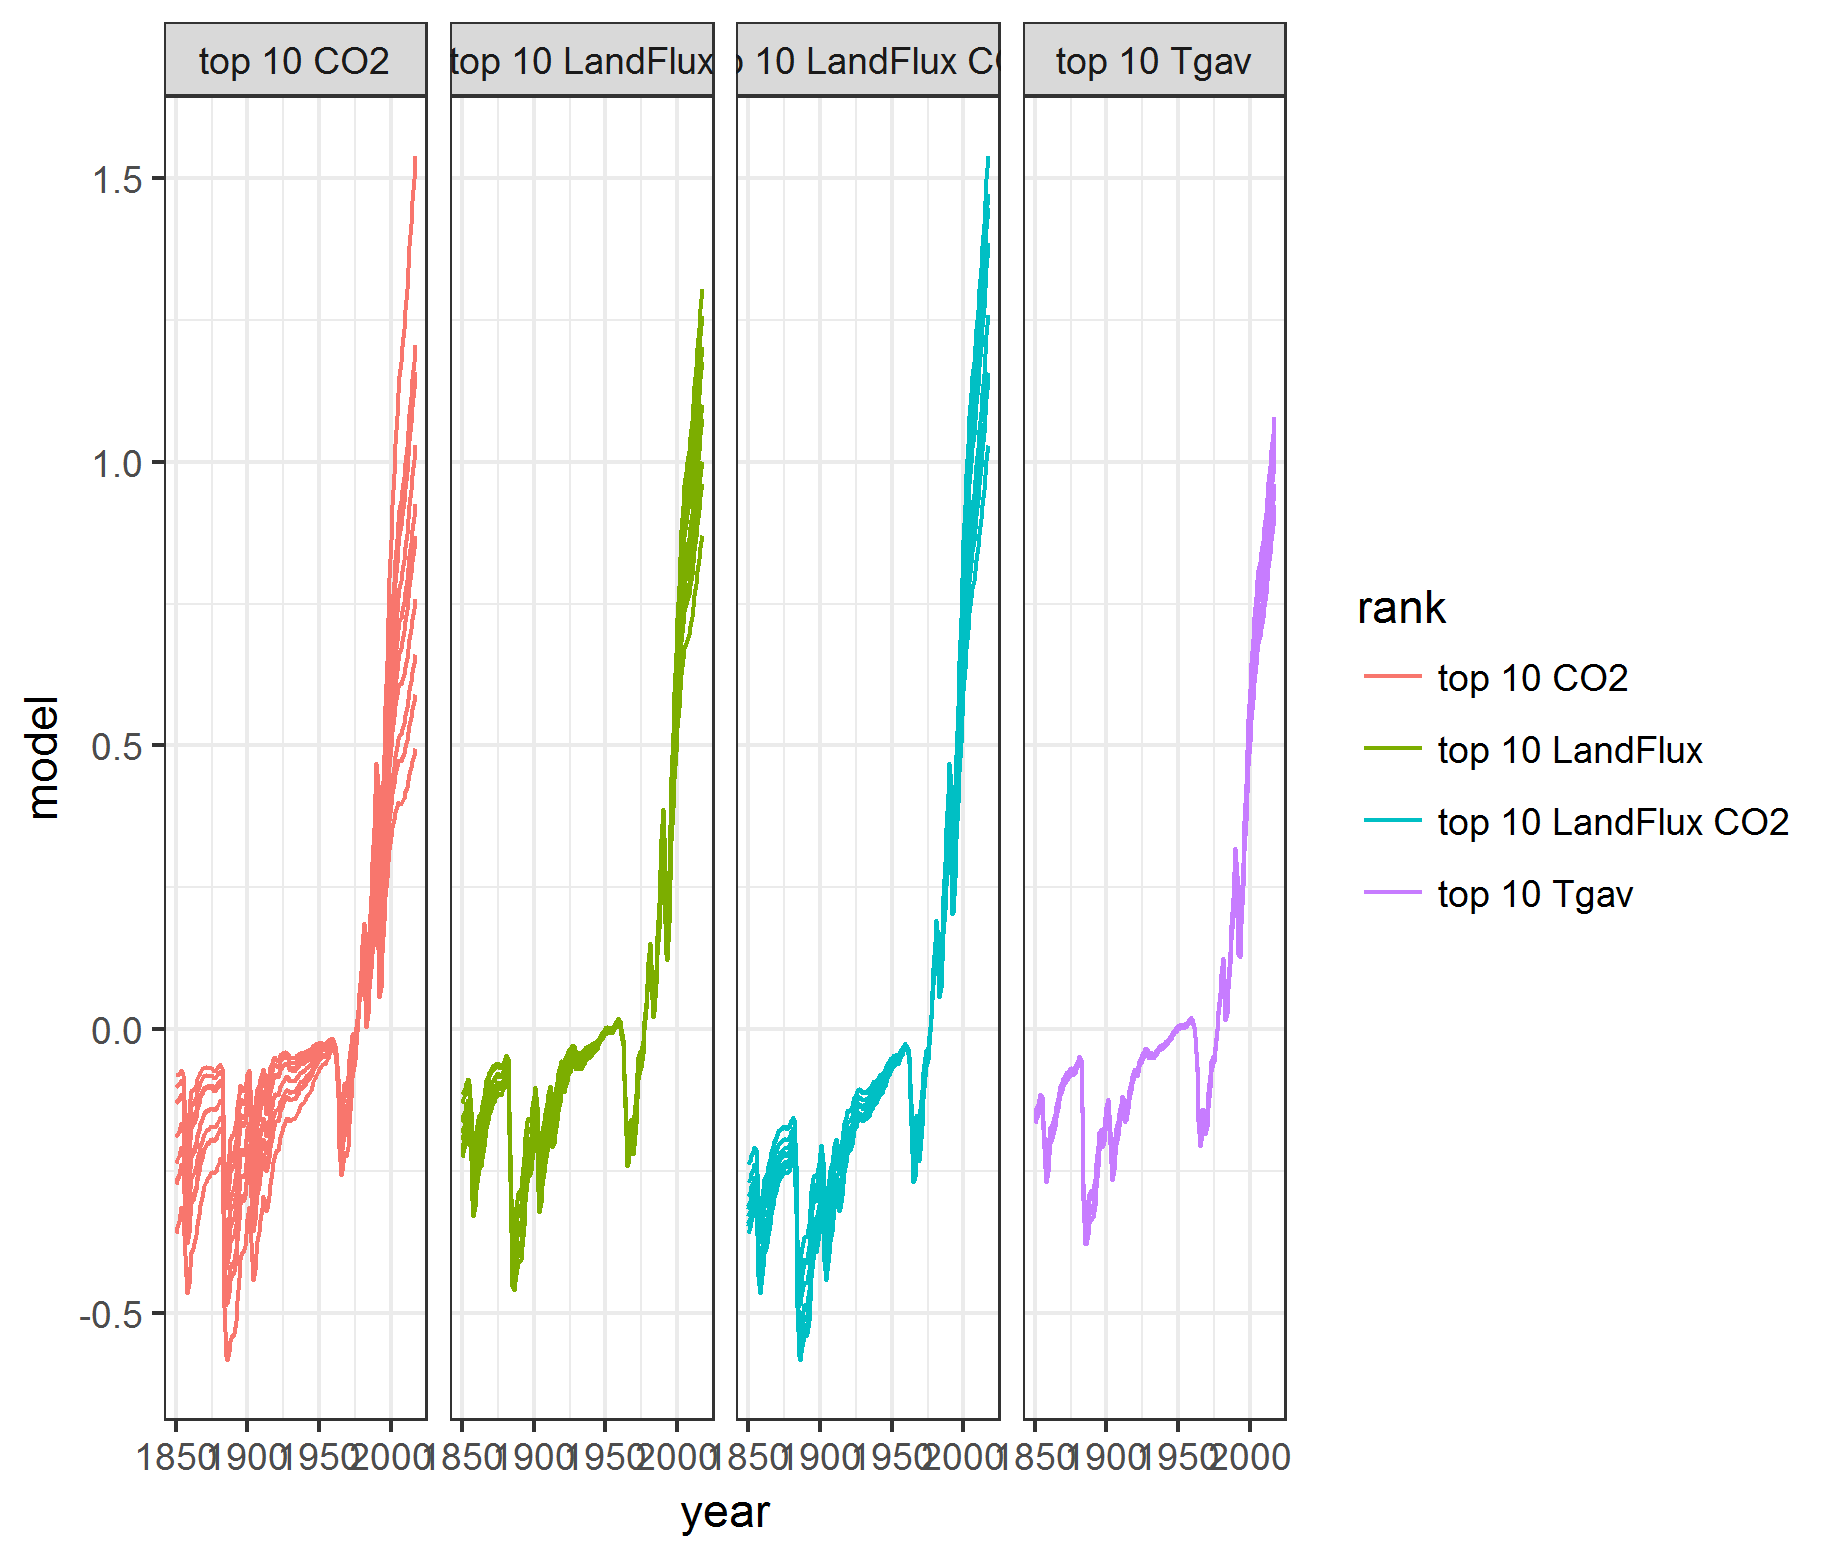 top 10 CO2
top 10 LandFlux
10 LandFlux
top 10 Tgav
1.5
1.0
0.5
0.0
-0.5
model
1850 1900 1950 2000
1850 1900 1950 2000
1850 1900 1950 2000
1850 1900 1950 2000
year
rank
top 10 CO2
top 10 LandFlux
top 10 LandFlux CO2
top 10 Tgav